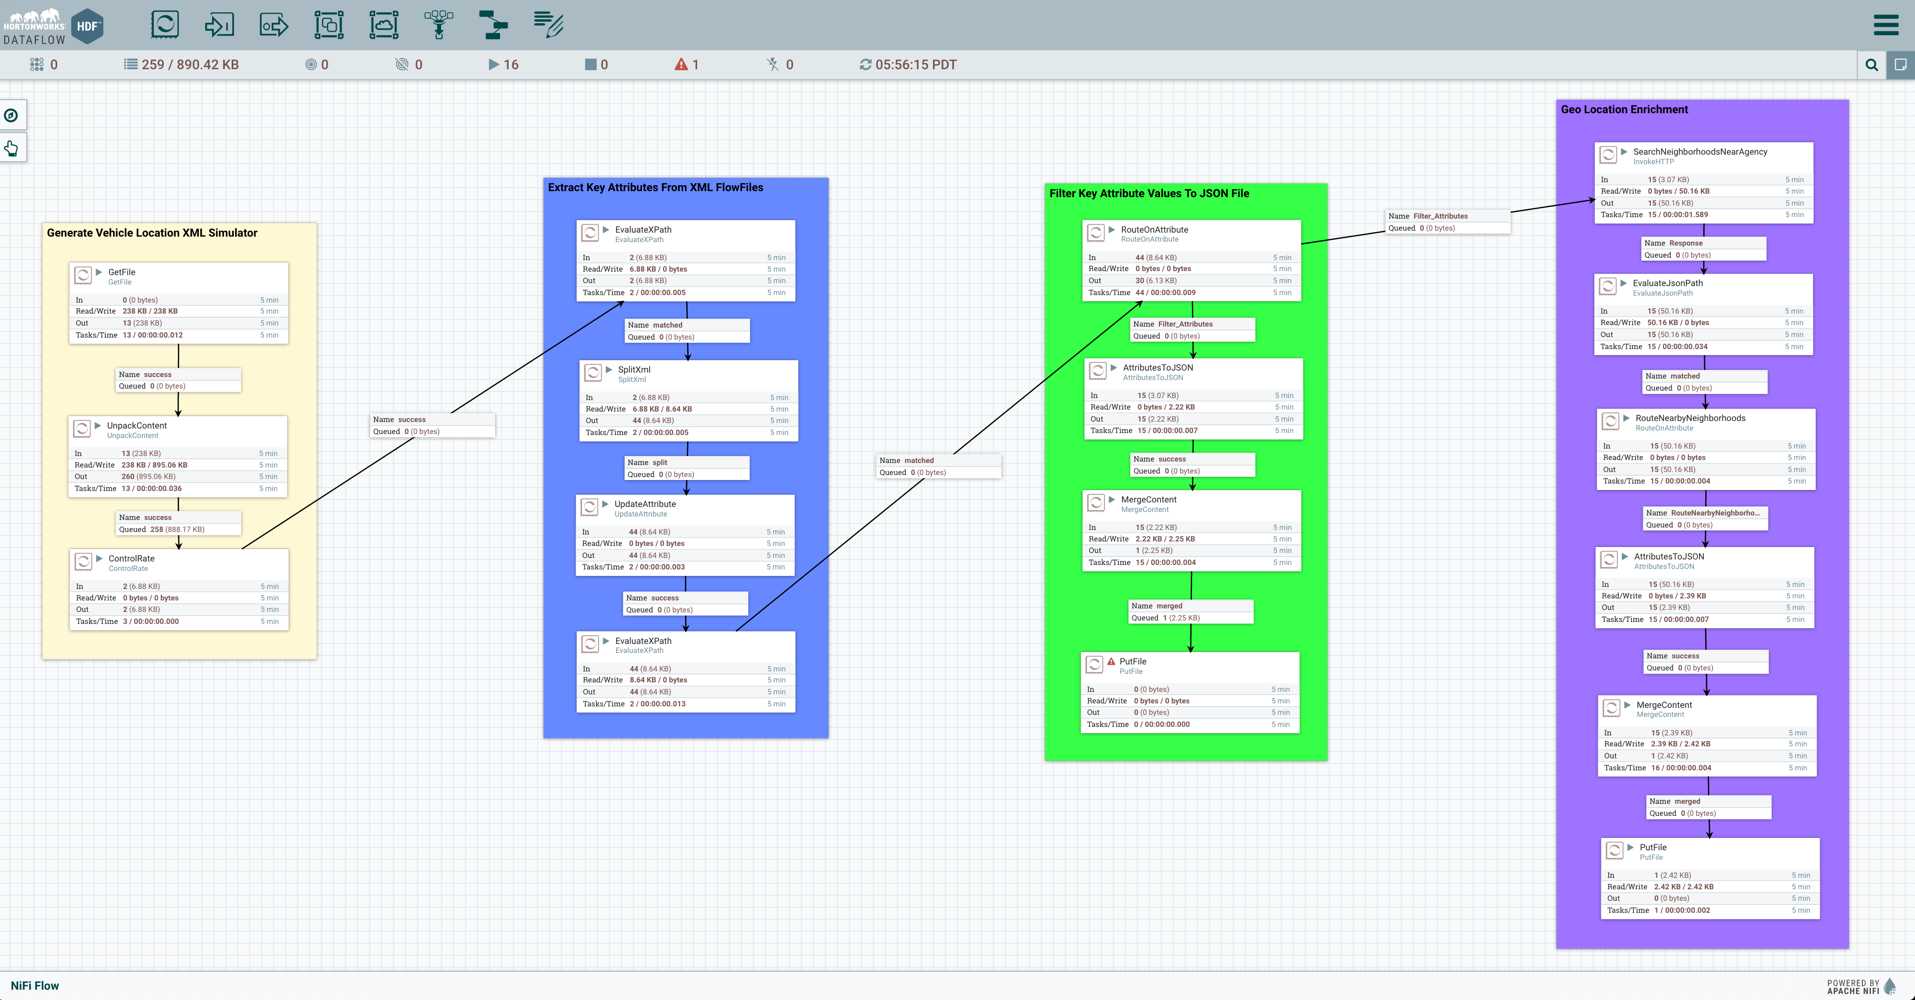 HORTONWORKS
DATAFLOW
HDF
0
259 / 890.42 KB
0
0
16
0
1
0
05:56:15 PDT
Generate Vehicle Location XML Simulator
GetFile
GetFile
In 0 (0 bytes) 5 min
Read/Write 238 KB / 238 KB 5 min
Out 13 (238 KB) 5 min
Tasks/Time 13 / 00:00:00.012 5 min
Name success
Queued 0 (0 bytes)
UnpackContent
UnpackContent
In 13 (238 KB) 5 min
Read/Write 238 KB / 895.06 KB 5 min
Out 260 (895.06 KB) 5 min
Tasks/Time 13 / 00:00:00.036 5 min
Name success
Queued 258 (888.17 KB)
ControlRate
ControlRate
In 2 (6.88 KB) 5 min
Read/Write 0 bytes / 0 bytes 5 min
Out 2 (6.88 KB) 5 min
Tasks/Time 3 / 00:00:00.000 5 min
Name success
Queued 0 (0 bytes)
Extract Key Attributes From XML FlowFiles
EvaluateXPath
EvaluateXPath
In 2 (6.88 KB) 5 min
Read/Write 6.88 KB / 0 bytes 5 min
Out 2 (6.88 KB) 5 min
Tasks/Time 2 / 00:00:00.005 5 min
Name matched
Queued 0 (0 bytes)
SplitXml
SplitXml
In 2 (6.88 KB) 5 min
Read/Write 6.88 KB / 8.64 KB 5 min
Out 44 (8.64 KB) 5 min
Tasks/Time 2 / 00:00:00.005 5 min
Name split
Queued 0 (0 bytes)
UpdateAttribute
UpdateAttribute
In 44 (8.64 KB) 5 min
Read/Write 0 bytes / 0 bytes 5 min
Out 44 (8.64 KB) 5 min
Tasks/Time 2 / 00:00:00.003 5 min
Name success
Queued 0 (0 bytes)
EvaluateXPath
EvaluateXPath
In 44 (8.64 KB) 5 min
Read/Write 8.64 KB / 0 bytes 5 min
Out 44 (8.64 KB) 5 min
Tasks/Time 2 / 00:00:00.013 5 min
Name matched
Queued 0 (0 bytes)
Filter Key Attribute Values To JSON File
RouteOnAttribute
RouteOnAttribute
In 44 (8.64 KB) 5 min
Read/Write 0 bytes / 0 bytes 5 min
Out 30 (6.13 KB) 5 min
Tasks/Time 44 / 00:00:00.009 5 min
Name Filter_Attributes
Queued 0 (0 bytes)
AttributesToJSON
AttributesToJSON
In 15 (3.07 KB) 5 min
Read/Write 0 bytes / 2.22 KB 5 min
Out 15 (2.22 KB) 5 min
Tasks/Time 15 / 00:00:00.007 5 min
Name success
Queued 0 (0 bytes)
MergeContent
MergeContent
In 15 (2.22 KB) 5 min
Read/Write 2.22 KB / 2.25 KB 5 min
Out 1 (2.25 KB) 5 min
Tasks/Time 15 / 00:00:00.004 5 min
Name merged
Queued 1 (2.25 KB)
PutFile
PutFile
In 0 (0 bytes) 5 min
Read/Write 0 bytes / 0 bytes 5 min
Out 0 (0 bytes) 5 min
Tasks/Time 0 / 00:00:00.000 5 min
Name Filter_Attributes
Queued 0 (0 bytes)
Geo Location Enrichment
SearchNeighborhoodsNearAgency
InvokeHTTP
In 15 (3.07 KB) 5 min
Read/Write 0 bytes / 50.16 KB 5 min
Out 15 (50.16 KB) 5 min
Tasks/Time 15 / 00:00:01.589 5 min
Name Response
Queued 0 (0 bytes)
EvaluateJsonPath
EvaluateJsonPath
In 15 (50.16 KB) 5 min
Read/Write 50.16 KB / 0 bytes 5 min
Out 15 (50.16 KB) 5 min
Tasks/Time 15 / 00:00:00.034 5 min
Name matched
Queued 0 (0 bytes)
RouteNearbyNeighborhoods
RouteOnAttribute
In 15 (50.16 KB) 5 min
Read/Write 0 bytes / 0 bytes 5 min
Out 15 (50.16 KB) 5 min
Tasks/Time 15 / 00:00:00.004 5 min
Name RouteNearbyNeighborho...
Queued 0 (0 bytes)
AttributesToJSON
AttributesToJSON
In 15 (50.16 KB) 5 min
Read/Write 0 bytes / 2.39 KB 5 min
Out 15 (2.39 KB) 5 min
Tasks/Time 15 / 00:00:00.007 5 min
Name success
Queued 0 (0 bytes)
MergeContent
MergeContent
In 15 (2.39 KB) 5 min
Read/Write 2.39 KB / 2.42 KB 5 min
Out 1 (2.42 KB) 5 min
Tasks/Time 16 / 00:00:00.004 5 min
Name merged
Queued 0 (0 bytes)
PutFile
PutFile
In 1 (2.42 KB) 5 min
Read/Write 2.42 KB / 2.42 KB 5 min
Out 0 (0 bytes) 5 min
Tasks/Time 1 / 00:00:00.002 5 min
NiFi Flow
POWERED BY
APACHE NIFI